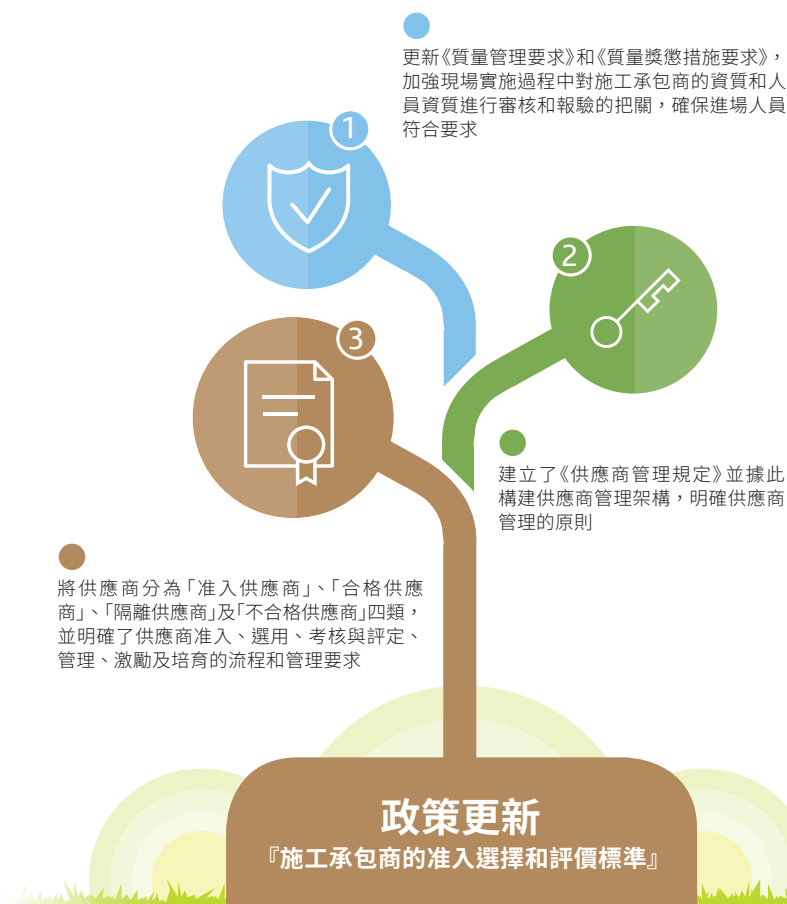 更新《質量管理要求》和《質量獎懲措施要求》，
加強現場實施過程中對施工承包商的資質和人
員資質進行審核和報驗的把關，確保進場人員
符合要求
1
2
建立了《供應商管理規定》並據此
構建供應商管理架構，明確供應商
管理的原則
3
將供應商分為「准入供應商」、「合格供應
商」、「隔離供應商」及「不合格供應商」四類，
並明確了供應商准入、選用、考核與評定、
管理、激勵及培育的流程和管理要求
政策更新
『施工承包商的准入選擇和評價標準』